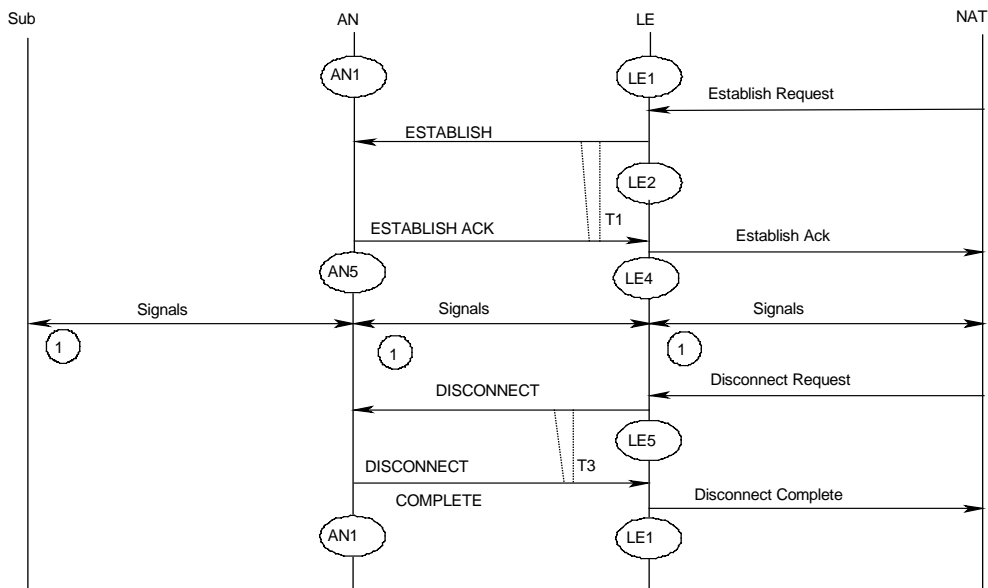 Sub
AN
LE
NAT
AN1
LE1
Establish Request
ESTABLISH
LE2
T1
ESTABLISH ACK
Establish Ack
AN5
LE4
Signals
Signals
Signals
1
1
1
Disconnect Request
DISCONNECT
LE5
DISCONNECT
T3
COMPLETE
Disconnect Complete
AN1
LE1